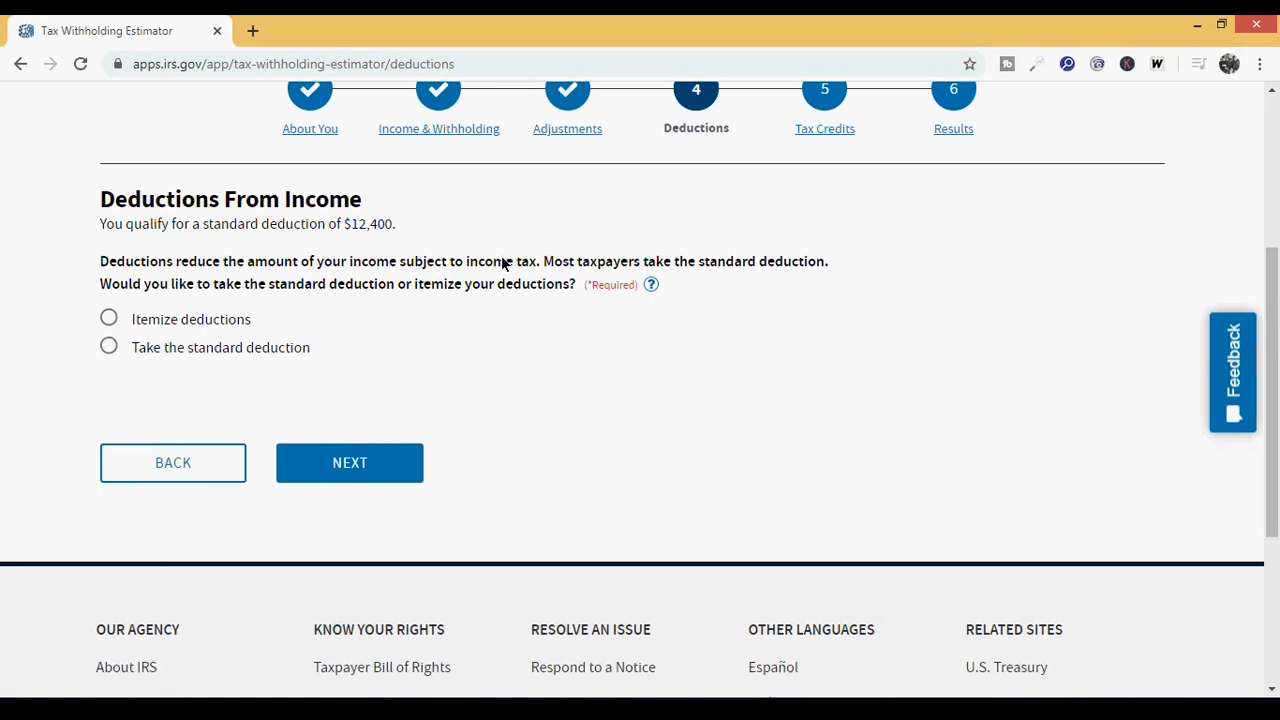 Tax Withholding Estimator
apps.irs.gov/app/tax-withholding-estimator/deductions
4 5 6
About You Income & Withholding Adjustments Deductions Tax Credits Results
Deductions From Income
You qualify for a standard deduction of $12,400.
Deductions reduce the amount of your income subject to income tax. Most taxpayers take the standard deduction.
Would you like to take the standard deduction or itemize your deductions? (*Required) ?
Itemize deductions
Take the standard deduction
Feedback
BACK NEXT
OUR AGENCY KNOW YOUR RIGHTS RESOLVE AN ISSUE OTHER LANGUAGES RELATED SITES
About IRS Taxpayer Bill of Rights Respond to a Notice Español U.S. Treasury